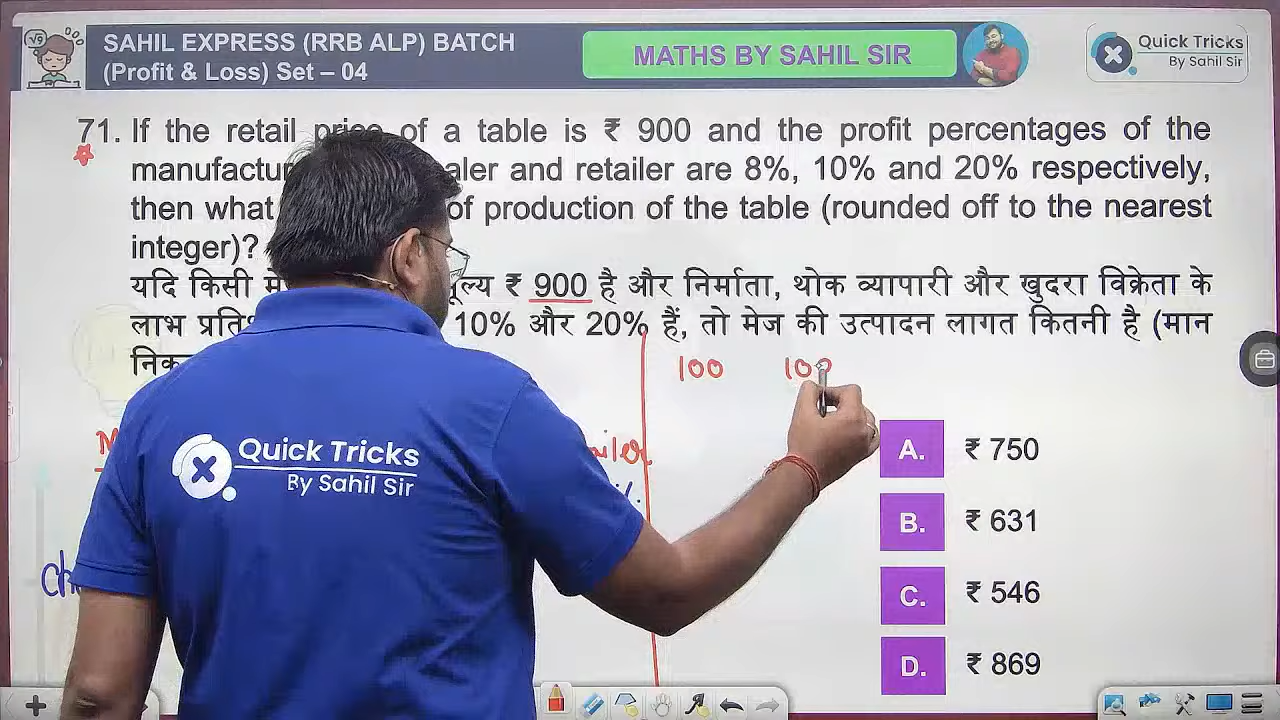 SAHIL EXPRESS (RRB ALP) BATCH
(Profit & Loss) Set – 04
MATHS BY SAHIL SIR
Quick Tricks
By Sahil Sir
71. If the retail price of a table is ₹ 900 and the profit percentages of the
aler and retailer are 8%, 10% and 20% respectively,
then what of production of the table (rounded off to the nearest
integer)?
यदि किसी ₹ 900 है और निर्माता, थोक व्यापारी और खुदरा विक्रेता के
लाभ 10% और 20% हैं, तो मेज की उत्पादन लागत कितनी है (मान
100 100
A. ₹ 750
B. ₹ 631
C. ₹ 546
D. ₹ 869
Quick Tricks
By Sahil Sir